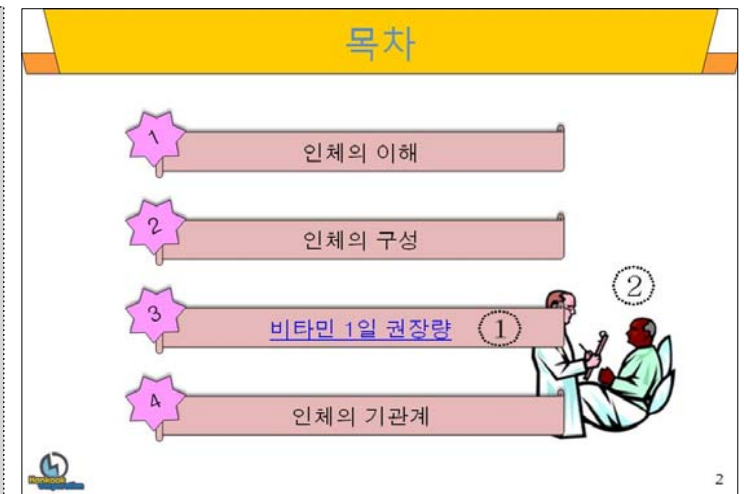 목차
1
인체의 이해
2
인체의 구성
②
3
비타민 1일 권장량 ①
4
인체의 기관계
Hankook
2